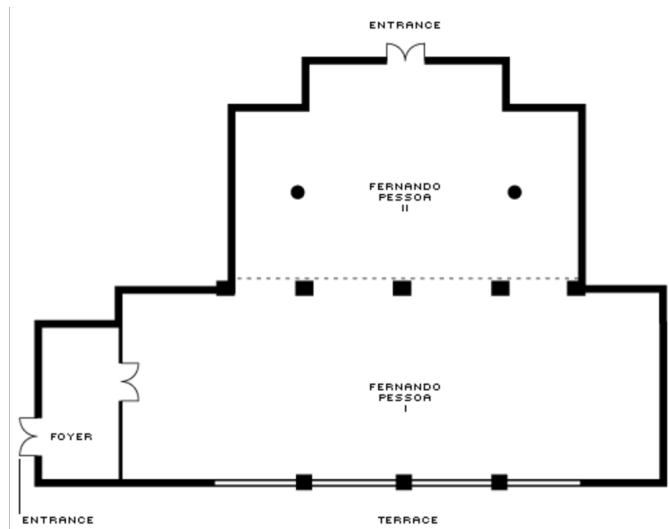 ENTRANCE
FERNANDO
PESSOA
II
FERNANDO
PESSOA
I
FOYER
ENTRANCE
TERRACE